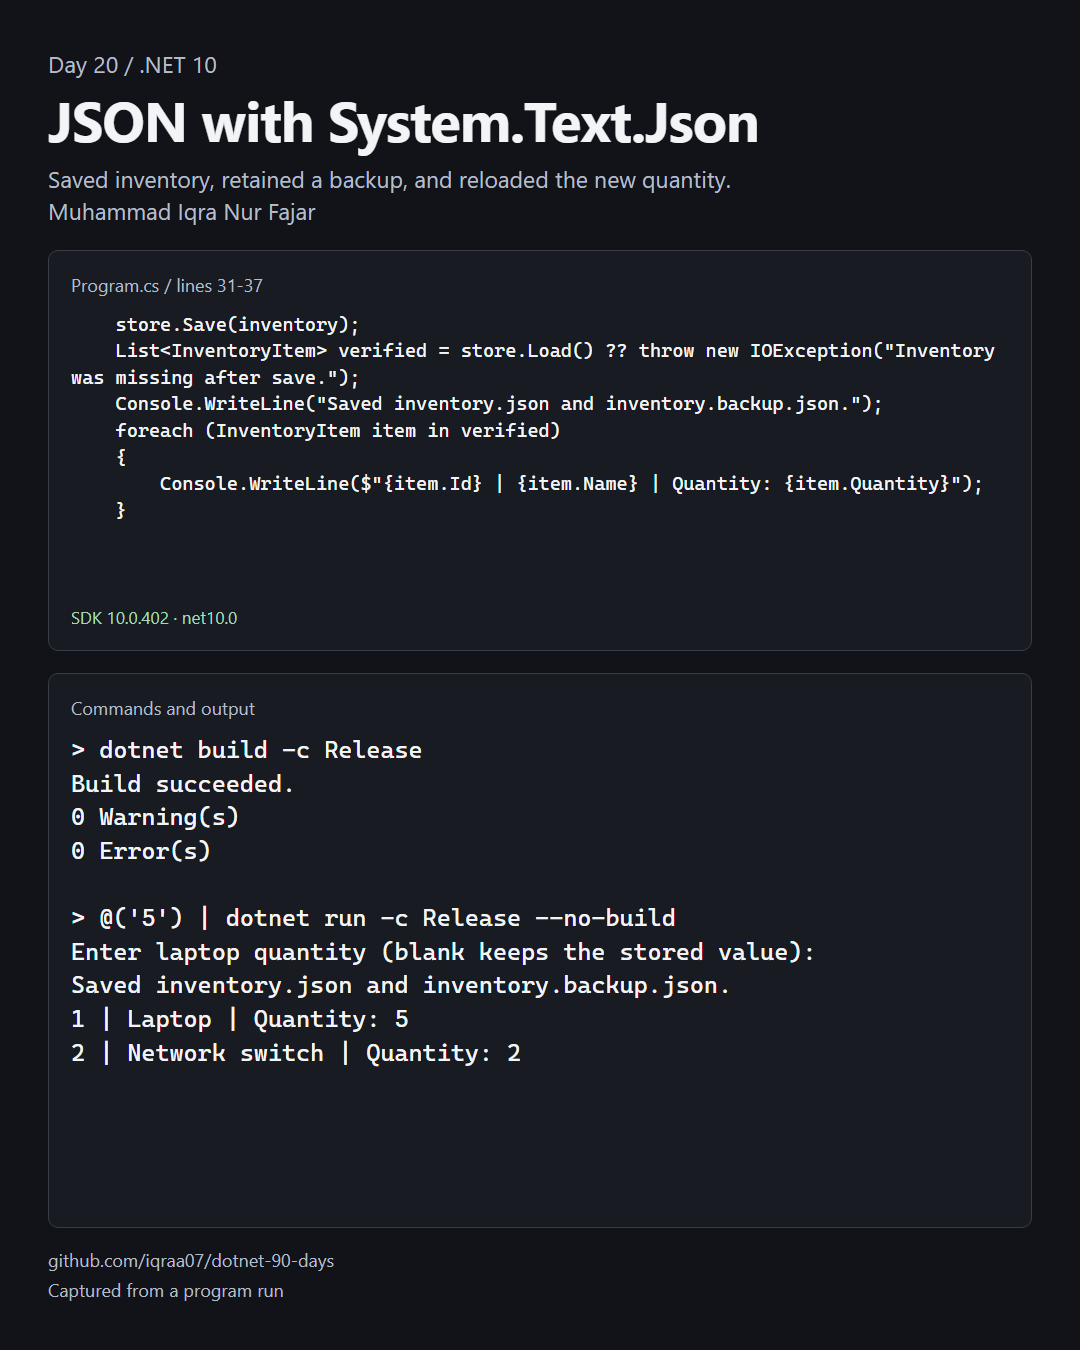 Day 20 / .NET 10
JSON with System.Text.Json
Saved inventory, retained a backup, and reloaded the new quantity.
Muhammad Iqra Nur Fajar
Program.cs / lines 31-37
    store.Save(inventory);
    List<InventoryItem> verified = store.Load() ?? throw new IOException("Inventory
was missing after save.");
    Console.WriteLine("Saved inventory.json and inventory.backup.json.");
    foreach (InventoryItem item in verified)
    {
        Console.WriteLine($"{item.Id} | {item.Name} | Quantity: {item.Quantity}");
    }
SDK 10.0.402 · net10.0
Commands and output
> dotnet build -c Release
Build succeeded.
0 Warning(s)
0 Error(s)
> @('5') | dotnet run -c Release --no-build
Enter laptop quantity (blank keeps the stored value):
Saved inventory.json and inventory.backup.json.
1 | Laptop | Quantity: 5
2 | Network switch | Quantity: 2
github.com/iqraa07/dotnet-90-days
Captured from a program run